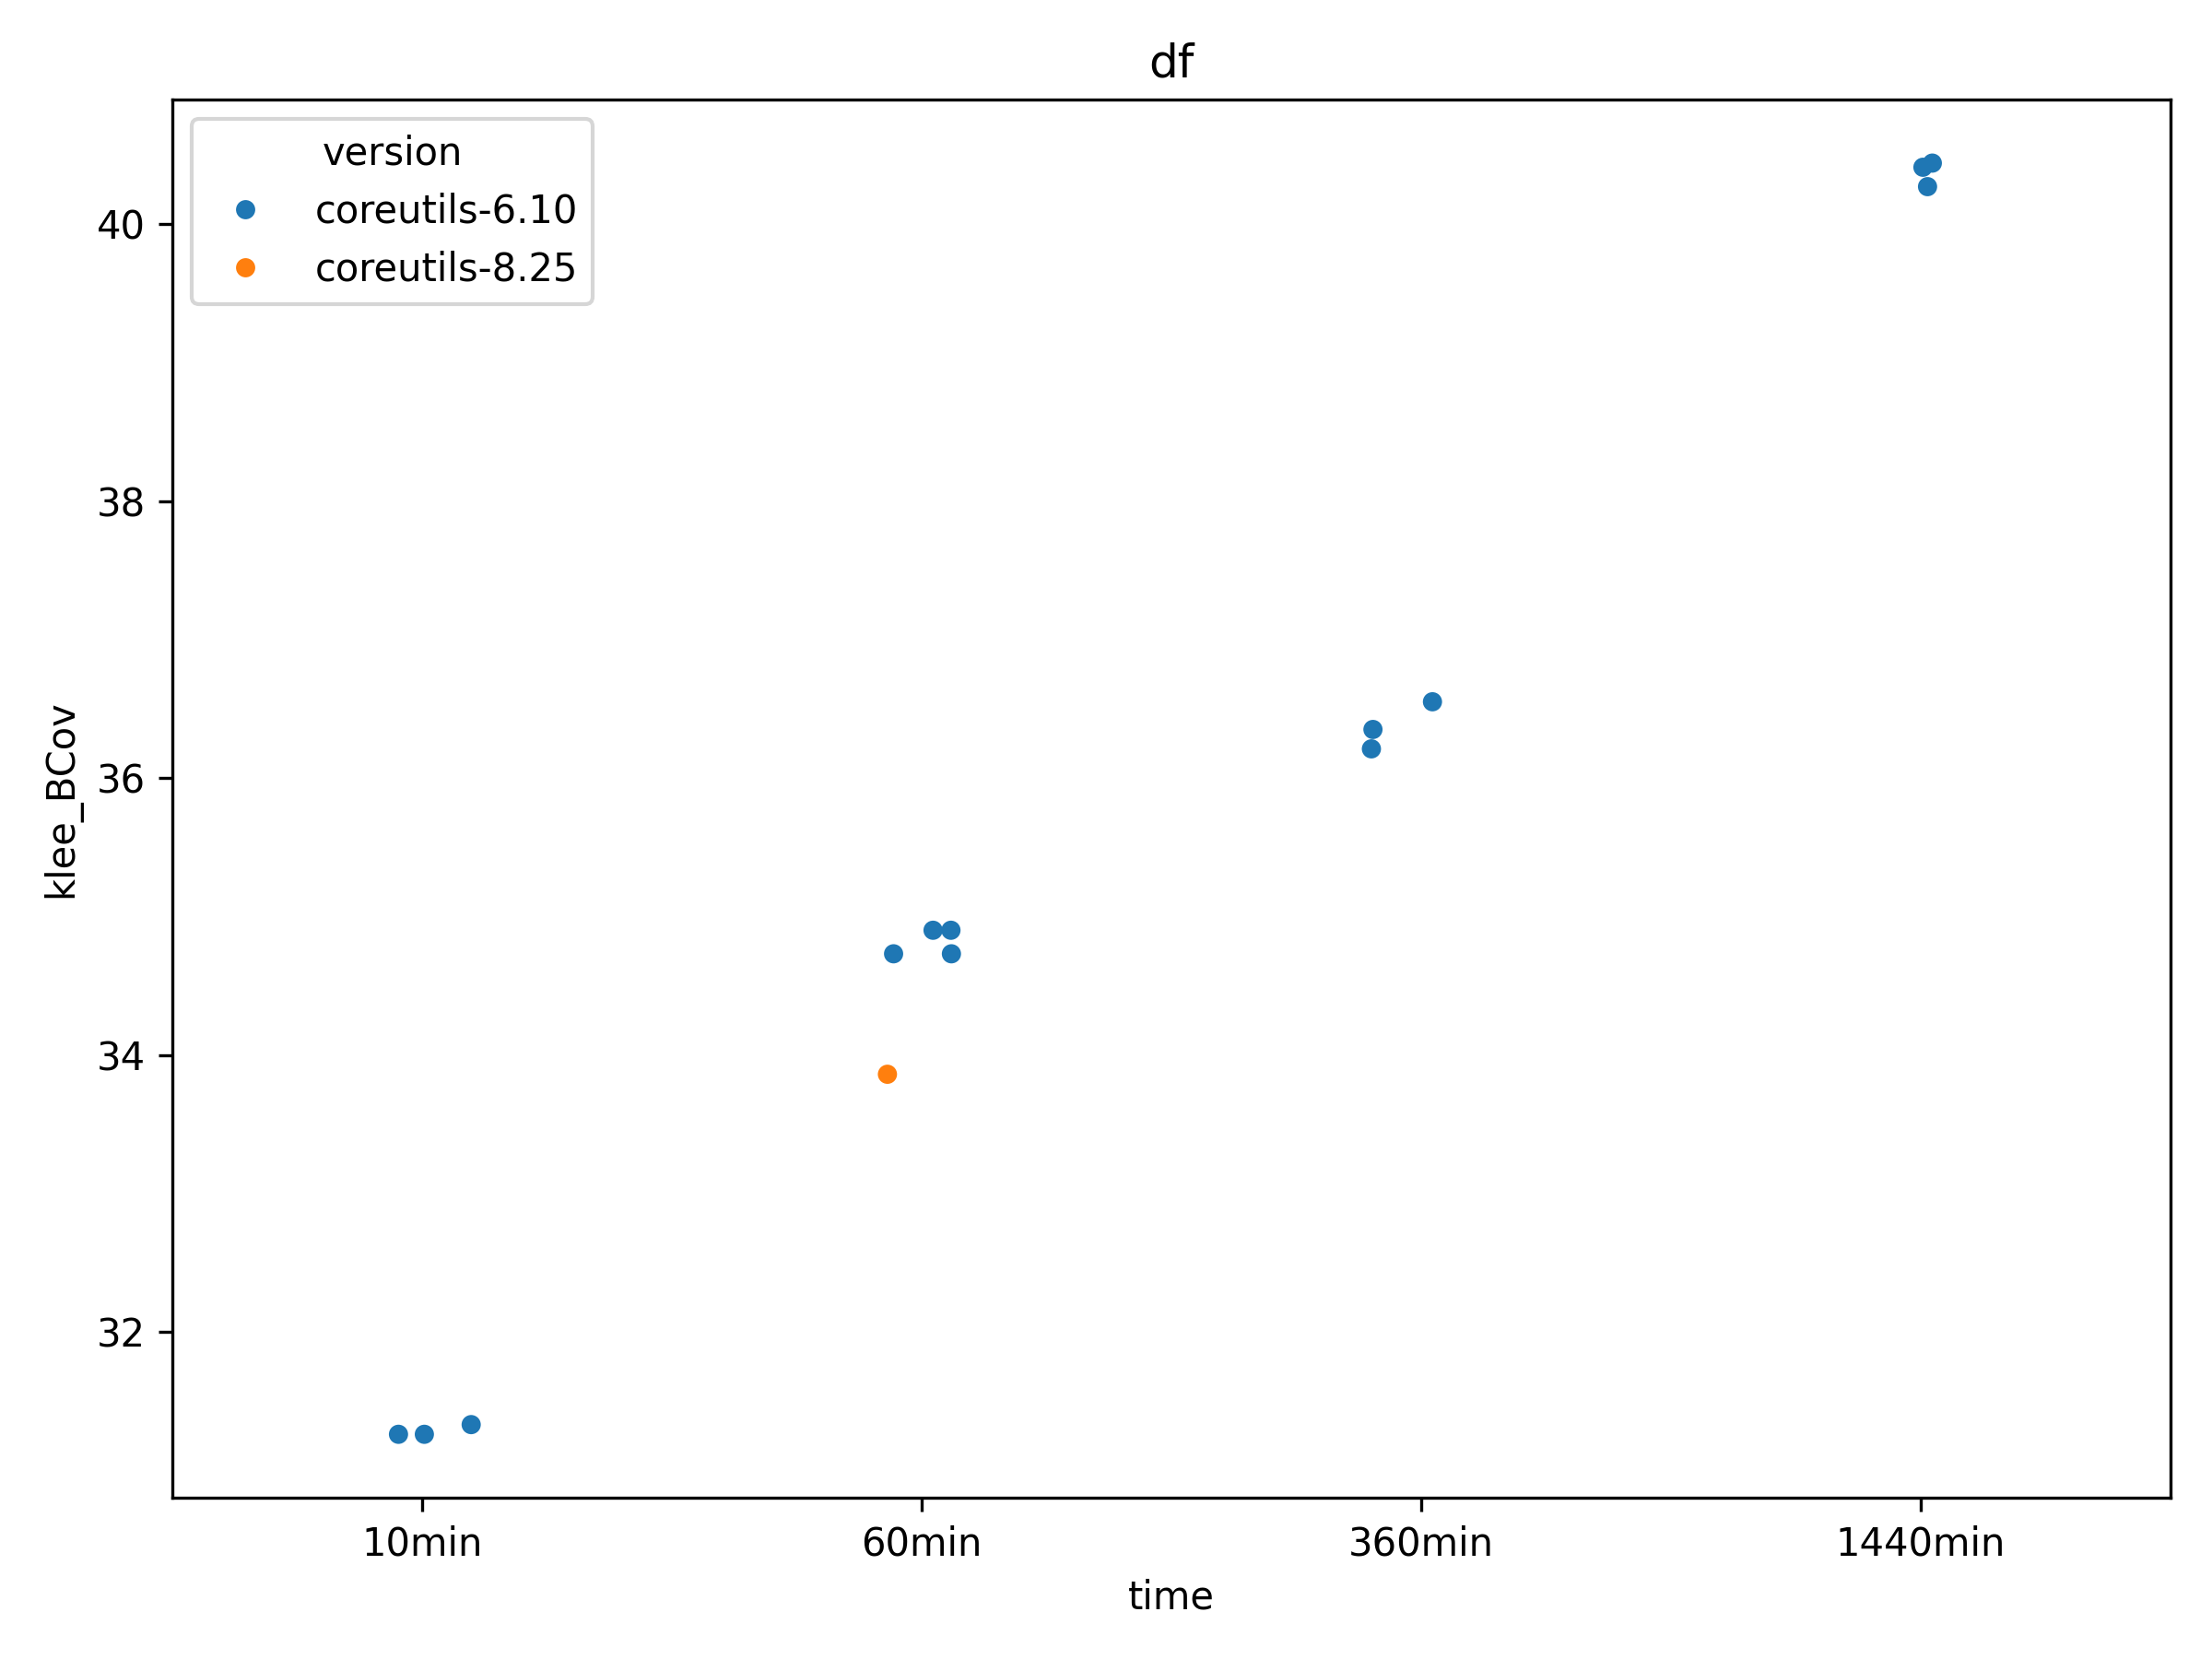 df
version
coreutils-6.10
coreutils-8.25
40
38
36
34
32
klee_BCov
10min
60min
360min
1440min
time